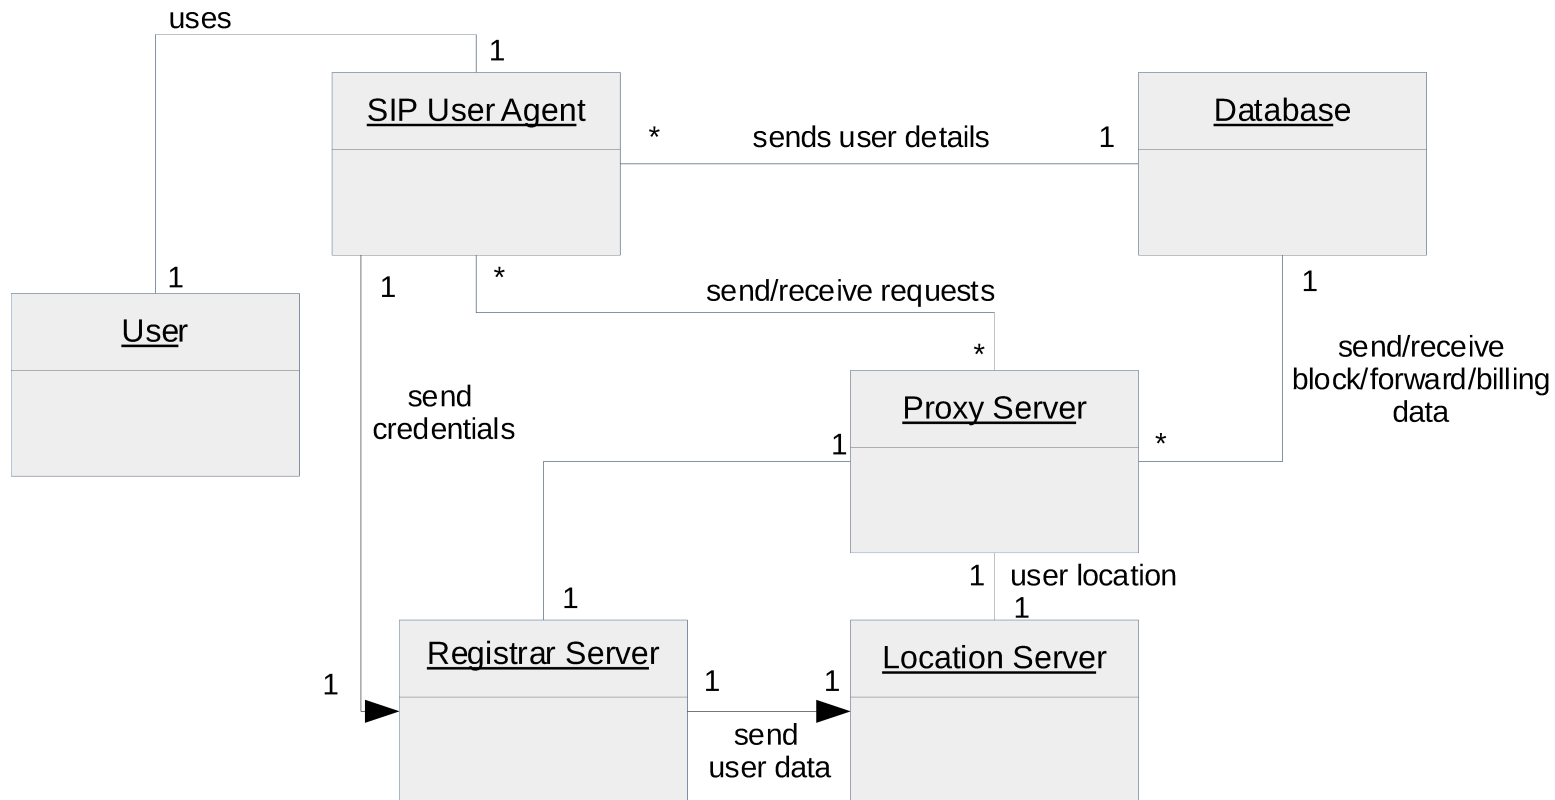 uses
1
SIP User Agent
Database
*
sends user details
1
1
*
1
1
send/receive requests
User
*
send/receive
block/forward/billing
data
send
credentials
Proxy Server
1
*
1
user location
1
1
Registrar Server
Location Server
1
1
1
send
user data